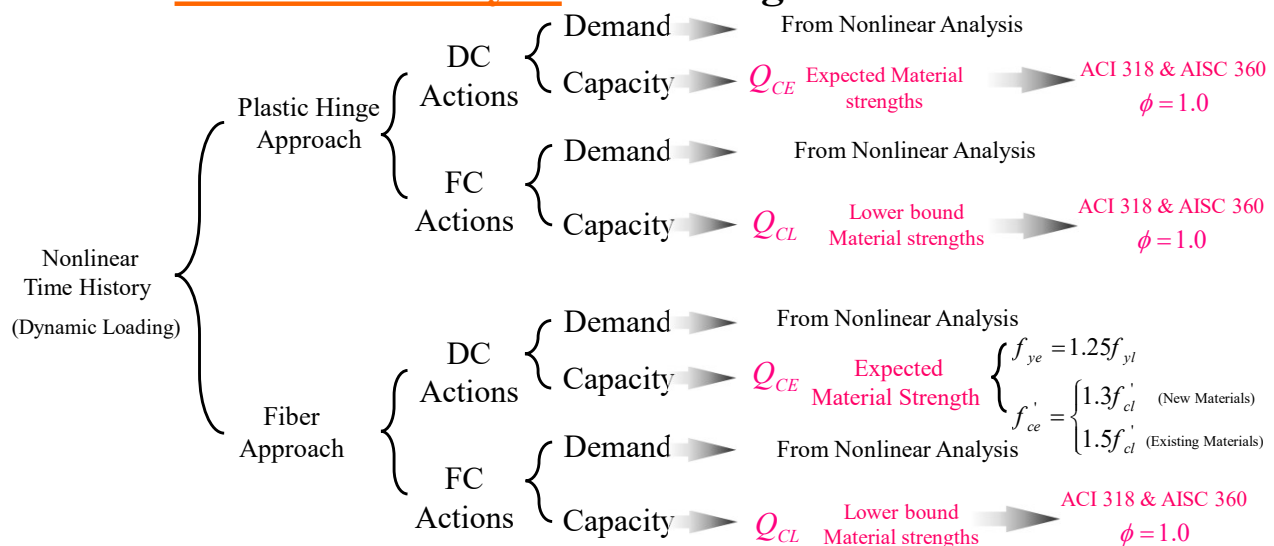 Demand From Nonlinear Analysis
DC Actions
Capacity Q_CE Expected Material strengths ACI 318 & AISC 360 ϕ = 1.0
Plastic Hinge Approach
Demand From Nonlinear Analysis
FC Actions
Capacity Q_CL Lower bound Material strengths ACI 318 & AISC 360 ϕ = 1.0
Nonlinear
Time History
(Dynamic Loading)
Demand From Nonlinear Analysis
DC Actions
Capacity Q_CE Expected Material Strength
f_ye = 1.25f_yl
f'_ce = 1.3f'_cl (New Materials)
1.5f'_cl (Existing Materials)
Fiber Approach
Demand From Nonlinear Analysis
FC Actions
Capacity Q_CL Lower bound Material strengths ACI 318 & AISC 360 ϕ = 1.0